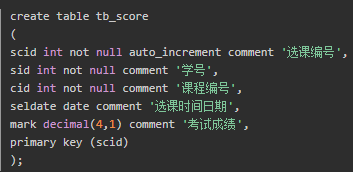 create table tb_score
(
scid int not null auto_increment comment '选课编号',
sid int not null comment '学号',
cid int not null comment '课程编号',
seldate date comment '选课时间日期',
mark decimal(4,1) comment '考试成绩',
primary key (scid)
);